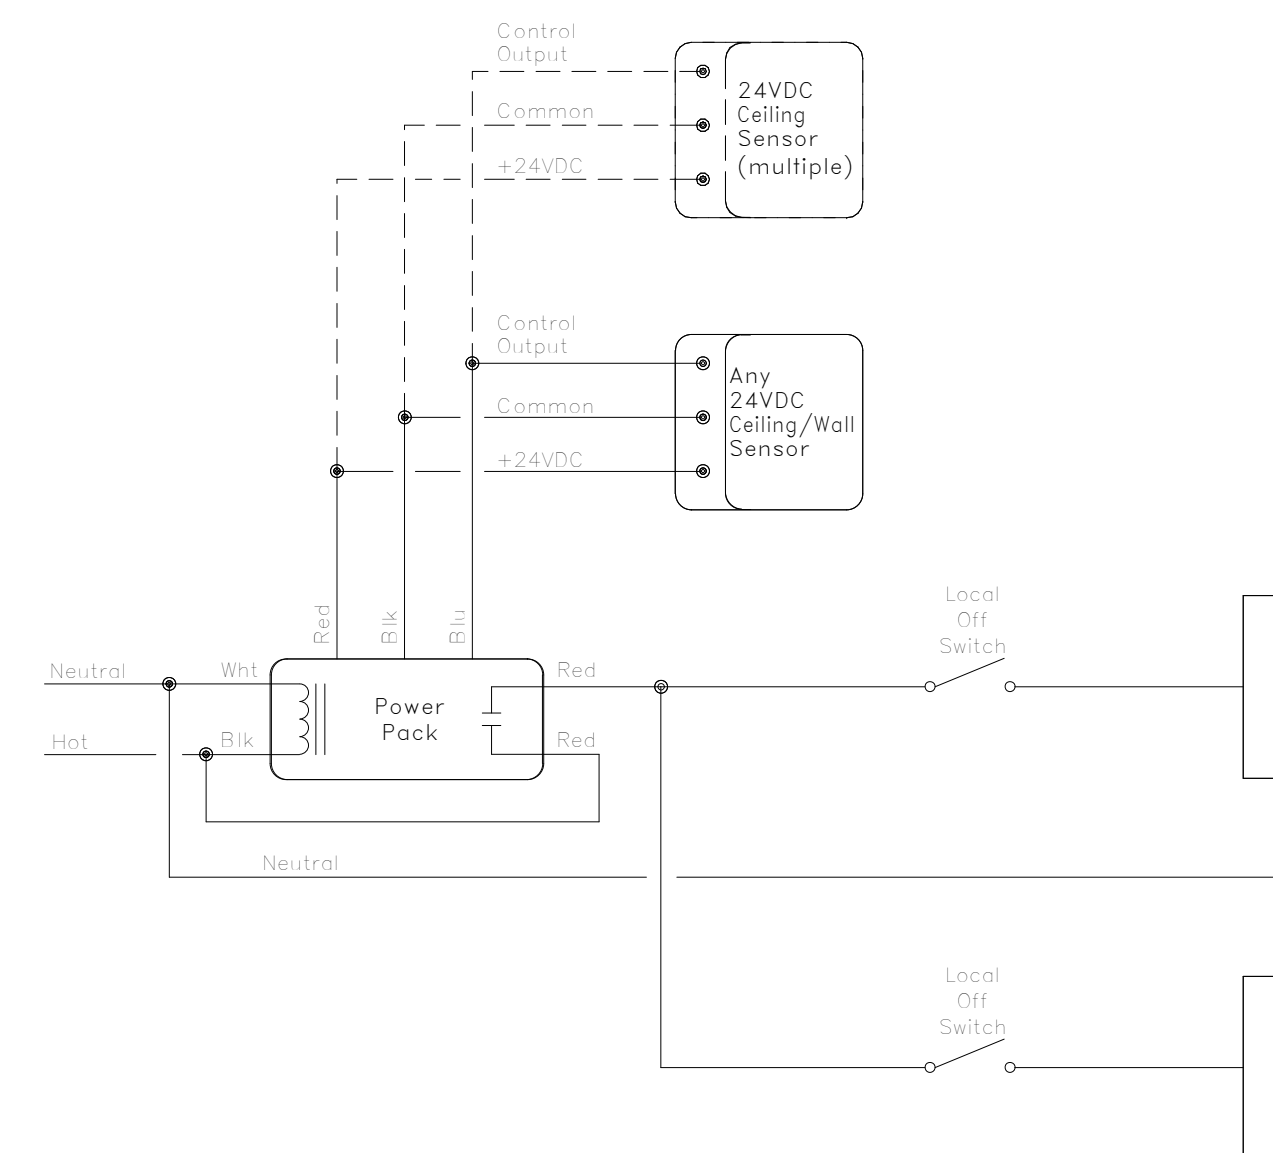 Control
Output
Common
+24VDC
24VDC
Ceiling
Sensor
(multiple)
Control
Output
Common
+24VDC
Any
24VDC
Ceiling/Wall
Sensor
Red
Blk
Blu
Local
Off
Switch
Neutral
Wht
Hot
Blk
Power
Pack
Red
Red
Neutral
Local
Off
Switch